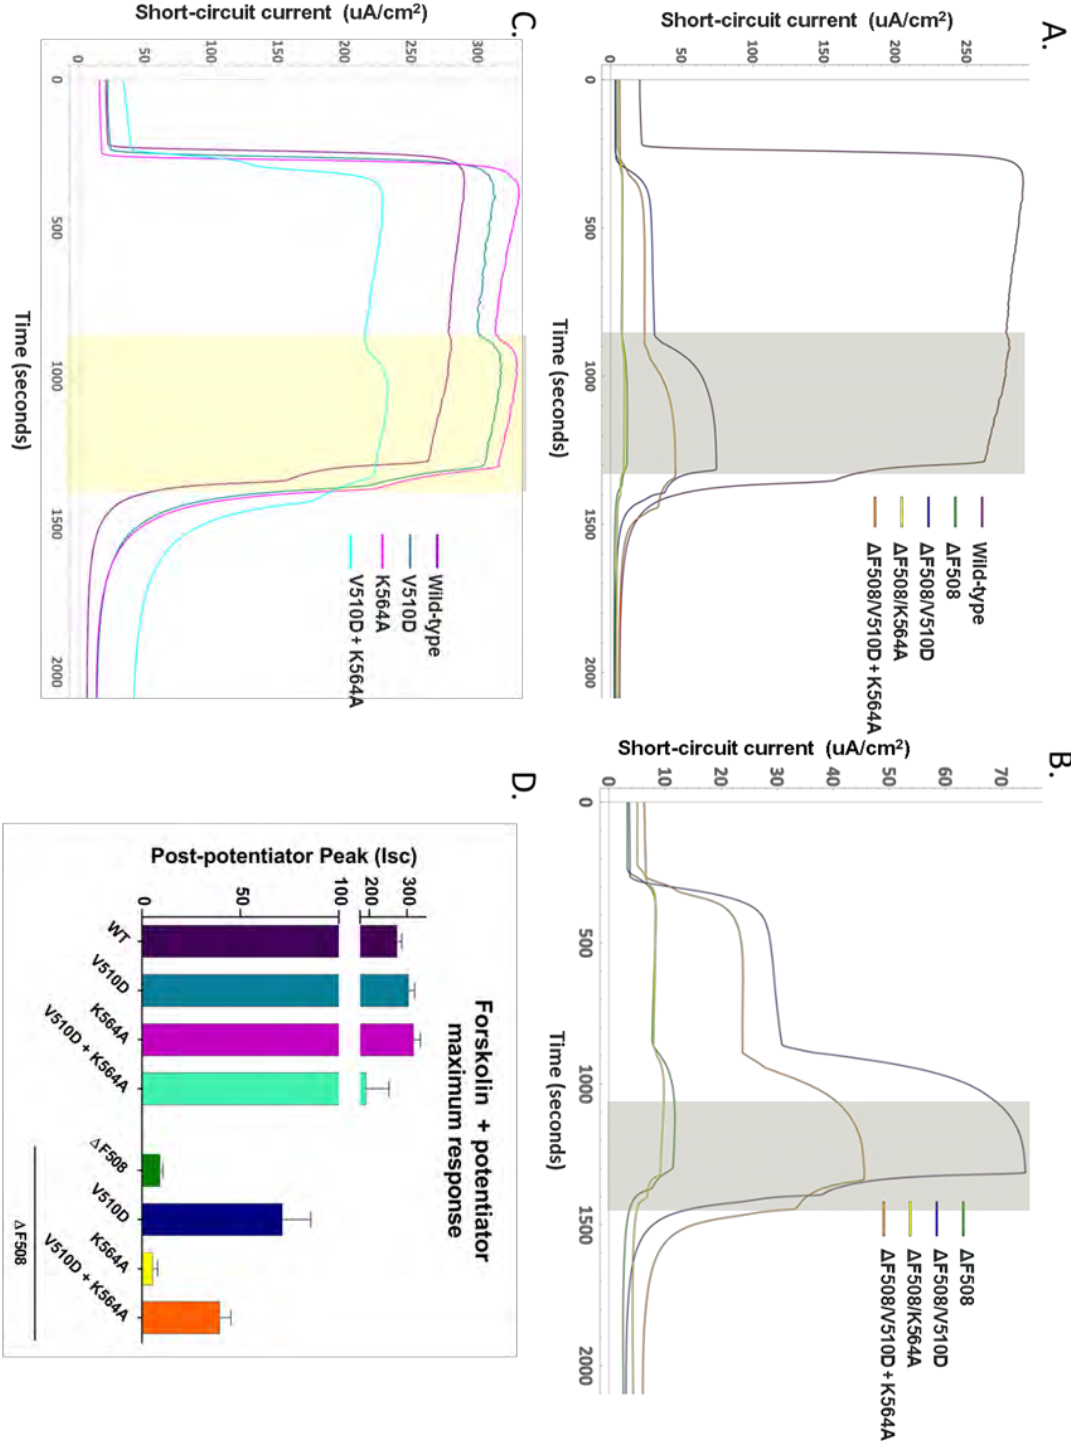 A.
Short-circuit current (uA/cm²)
0
50
100
150
200
250
0
500
1000
1500
2000
Time (seconds)
Wild-type
ΔF508
ΔF508/V510D
ΔF508/K564A
ΔF508/V510D + K564A
B.
Short-circuit current (uA/cm²)
0
10
20
30
40
50
60
70
0
500
1000
1500
2000
Time (seconds)
ΔF508
ΔF508/V510D
ΔF508/K564A
ΔF508/V510D + K564A
C.
Short-circuit current (uA/cm²)
0
50
100
150
200
250
300
0
500
1000
1500
2000
Time (seconds)
Wild-type
V510D
K564A
V510D + K564A
D.
Forskolin + potentiator
maximum response
Post-potentiator Peak (Isc)
300
200
100
50
0
WT
V510D
K564A
V510D + K564A
ΔF508
V510D
K564A
V510D + K564A
ΔF508